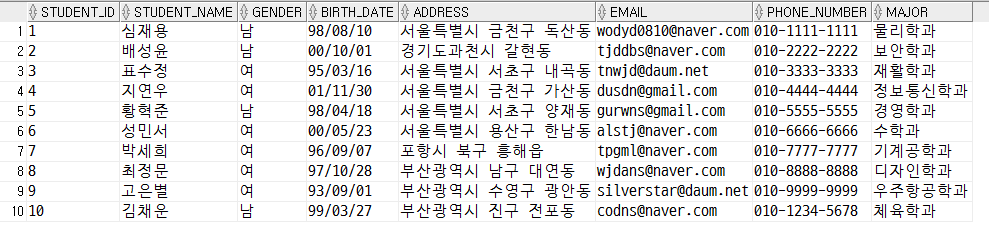 STUDENT_ID STUDENT_NAME GENDER BIRTH_DATE ADDRESS EMAIL PHONE_NUMBER MAJOR
1 1 심재용 남 98/08/10 서울특별시 금천구 독산동 wodyd0810@naver.com 010-1111-1111 물리학과
2 2 배성윤 남 00/10/01 경기도과천시 갈현동 tjddbs@naver.com 010-2222-2222 보안학과
3 3 표수정 여 95/03/16 서울특별시 서초구 내곡동 tnwjd@daum.net 010-3333-3333 재활학과
4 4 지연우 여 01/11/30 서울특별시 금천구 가산동 dusdn@gmail.com 010-4444-4444 정보통신학과
5 5 황혁준 남 98/04/18 서울특별시 서초구 양재동 gurwns@gmail.com 010-5555-5555 경영학과
6 6 성민서 여 00/05/23 서울특별시 용산구 한남동 alstj@naver.com 010-6666-6666 수학과
7 7 박세희 여 96/09/07 포항시 북구 흥해읍 tpgml@naver.com 010-7777-7777 기계공학과
8 8 최정문 여 97/10/28 부산광역시 남구 대연동 wjdans@naver.com 010-8888-8888 디자인학과
9 9 고은별 여 93/09/01 부산광역시 수영구 광안동 silverstar@daum.net 010-9999-9999 우주항공학과
10 10 김채운 남 99/03/27 부산광역시 진구 전포동 codns@naver.com 010-1234-5678 체육학과